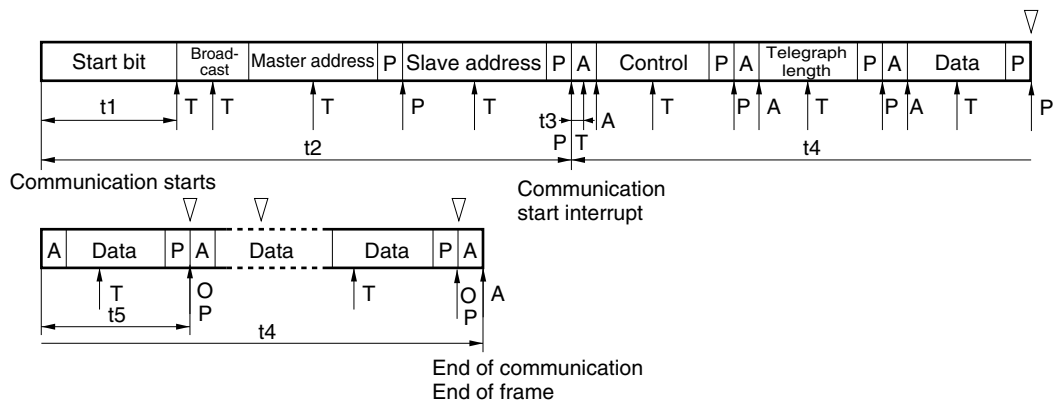 Start bit Broad-cast Master address P Slave address P A Control P A Telegraph length P A Data P
t1 T T T P T t3 A T P A T P A T P
t2 P T t4
Communication starts
Communication
start interrupt
A Data P A Data Data P A
T O T O A
t5 P P
t4
End of communication
End of frame